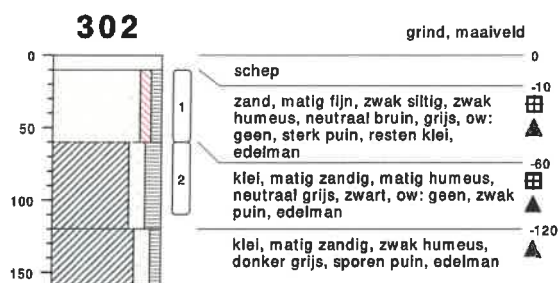 302
grind, maaiveld
0
0
schep
-10
1
zand, matig fijn, zwak siltig, zwak
humeus, neutraal bruin, grijs, ow:
geen, sterk puin, resten klei,
edelman
50
-60
2
klei, matig zandig, matig humeus,
neutraal grijs, zwart, ow: geen, zwak
puin, edelman
100
-120
klei, matig zandig, zwak humeus,
donker grijs, sporen puin, edelman
150